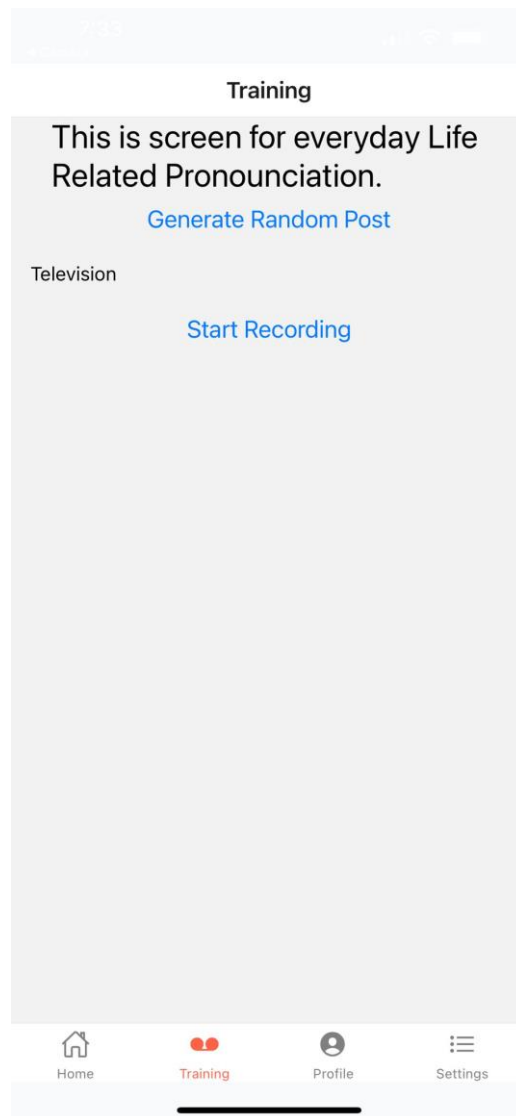 Training
This is screen for everyday Life
Related Pronounciation.
Generate Random Post
Television
Start Recording
Home Training Profile Settings